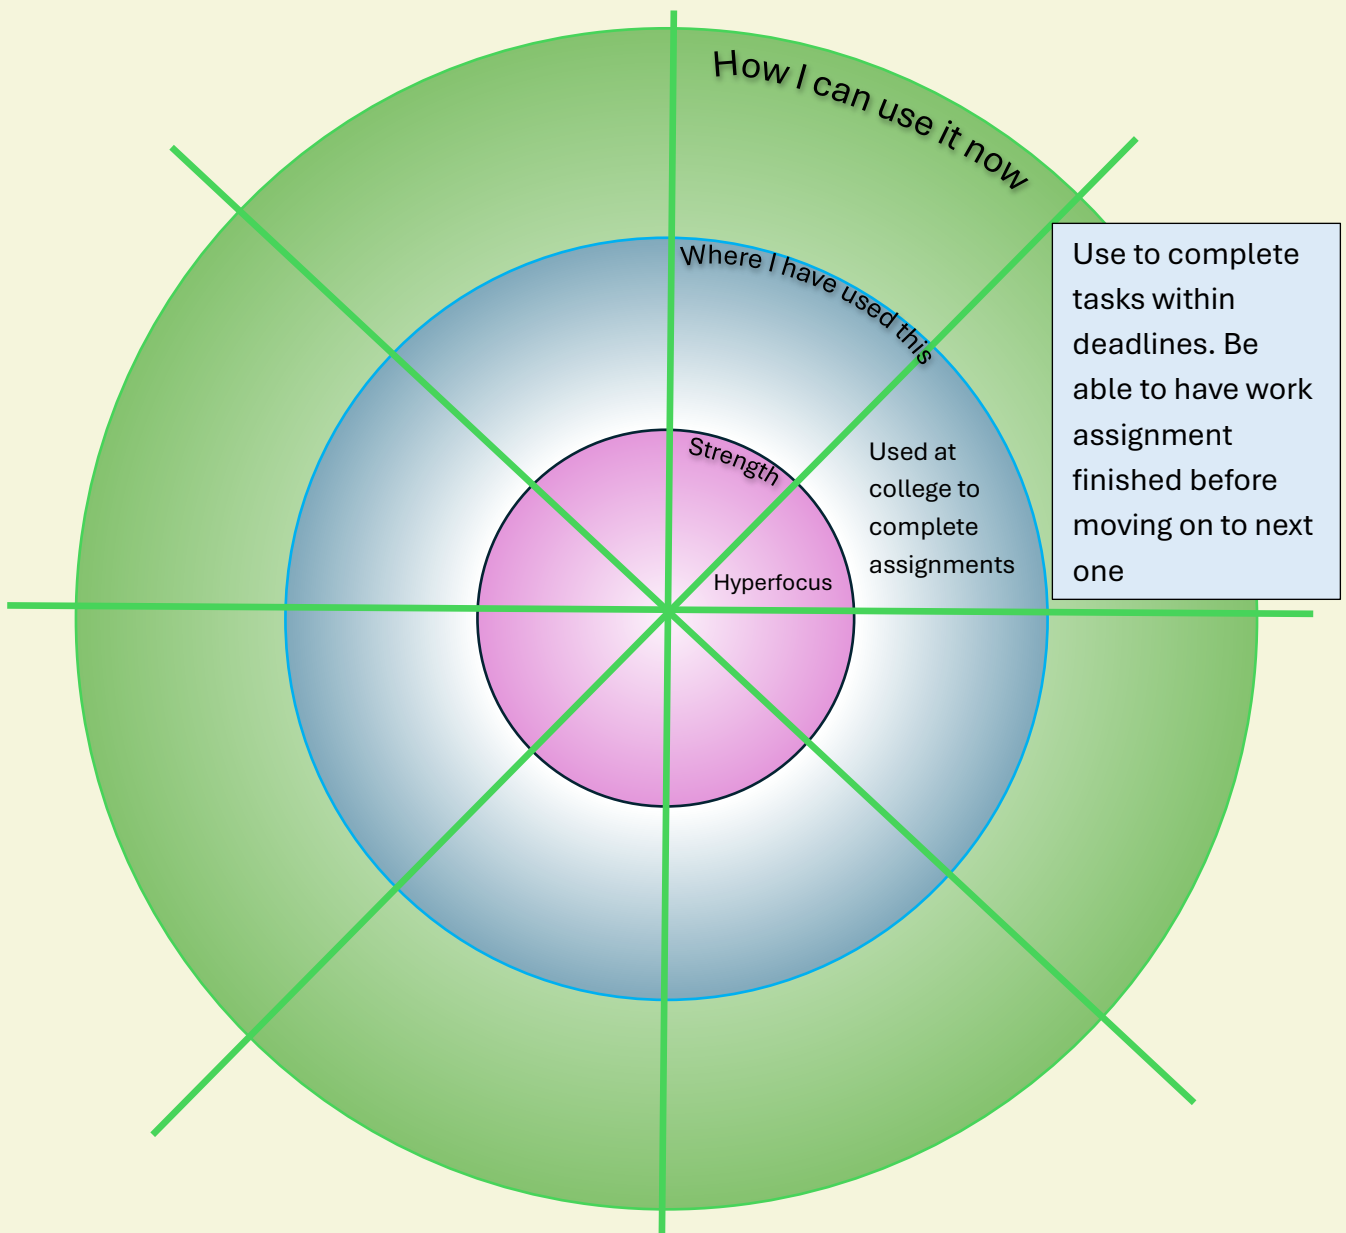 How I can use it now
Where I have used this
Strength
Hyperfocus
Used at
college to
complete
assignments
Use to complete
tasks within
deadlines. Be
able to have work
assignment
finished before
moving on to next
one